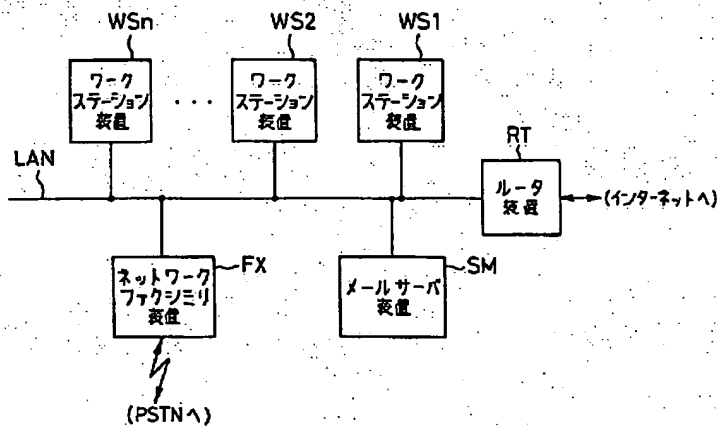 WSn
WS2
WS1
ワーク
ステーション
装置
・・・
ワーク
ステーション
装置
ワーク
ステーション
装置
LAN
RT
ルータ
装置
(インターネットへ)
ネットワーク
ファクシミリ
装置
FX
メールサーバ
装置
SM
(PSTNへ)